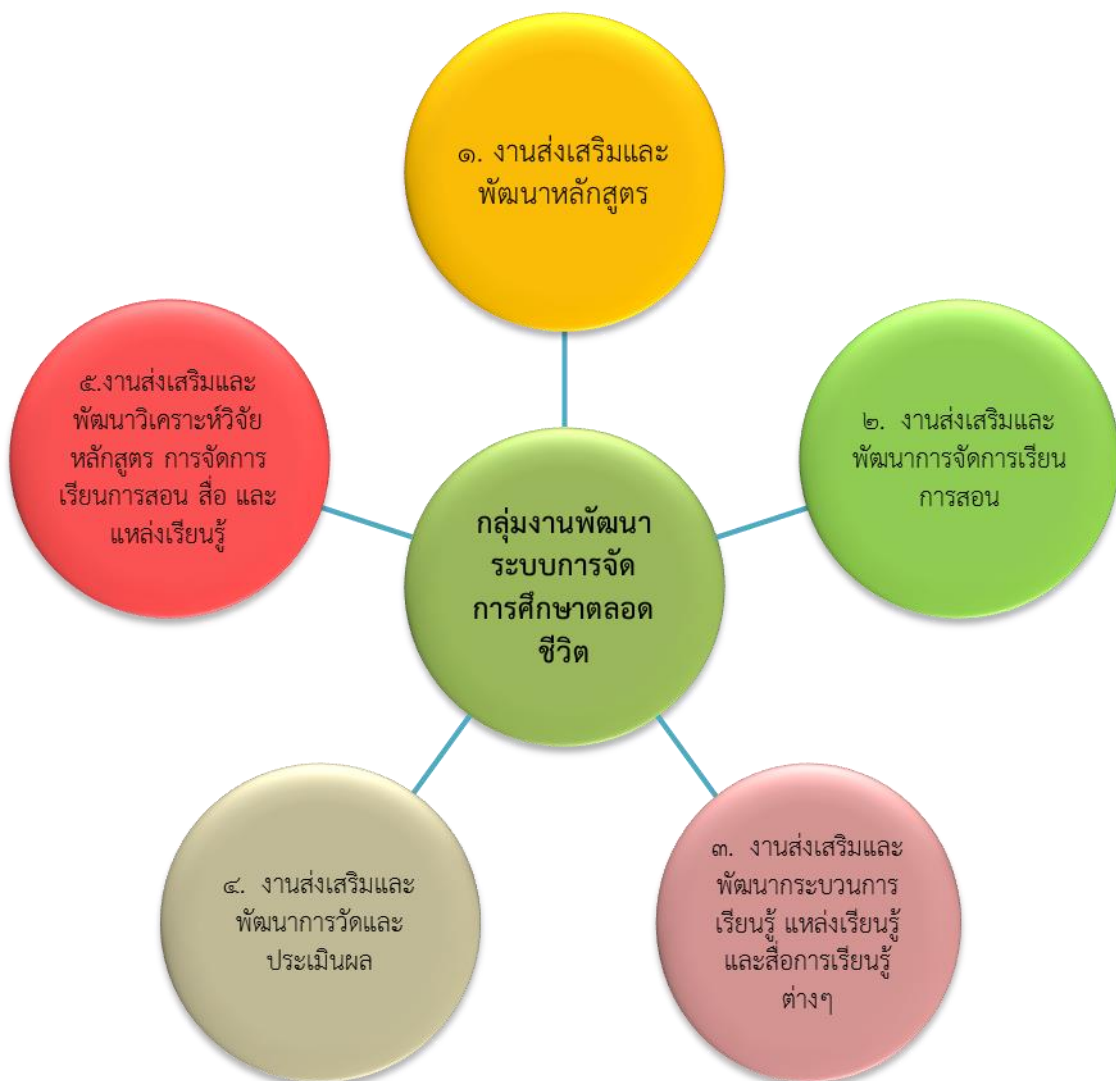 ๑. งานส่งเสริมและ
พัฒนาหลักสูตร
๒. งานส่งเสริมและ
พัฒนาการจัดการเรียน
การสอน
๓. งานส่งเสริมและ
พัฒนากระบวนการ
เรียนรู้ แหล่งเรียนรู้
และสื่อการเรียนรู้
ต่างๆ
๔. งานส่งเสริมและ
พัฒนาการวัดและ
ประเมินผล
๕.งานส่งเสริมและ
พัฒนาวิเคราะห์วิจัย
หลักสูตร การจัดการ
เรียนการสอน สื่อ และ
แหล่งเรียนรู้
กลุ่มงานพัฒนา
ระบบการจัด
การศึกษาตลอด
ชีวิต